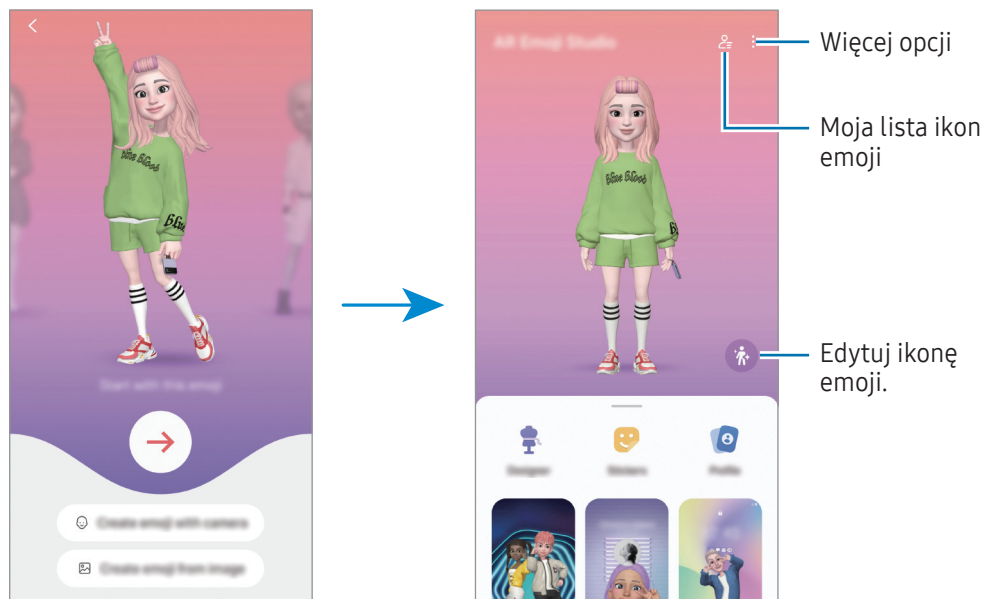 Start with this emoji
Create emoji with camera
Create emoji from image
AR Emoji Studio
Więcej opcji
Moja lista ikon
emoji
Edytuj ikonę
emoji.
Designer
Stickers
Profile